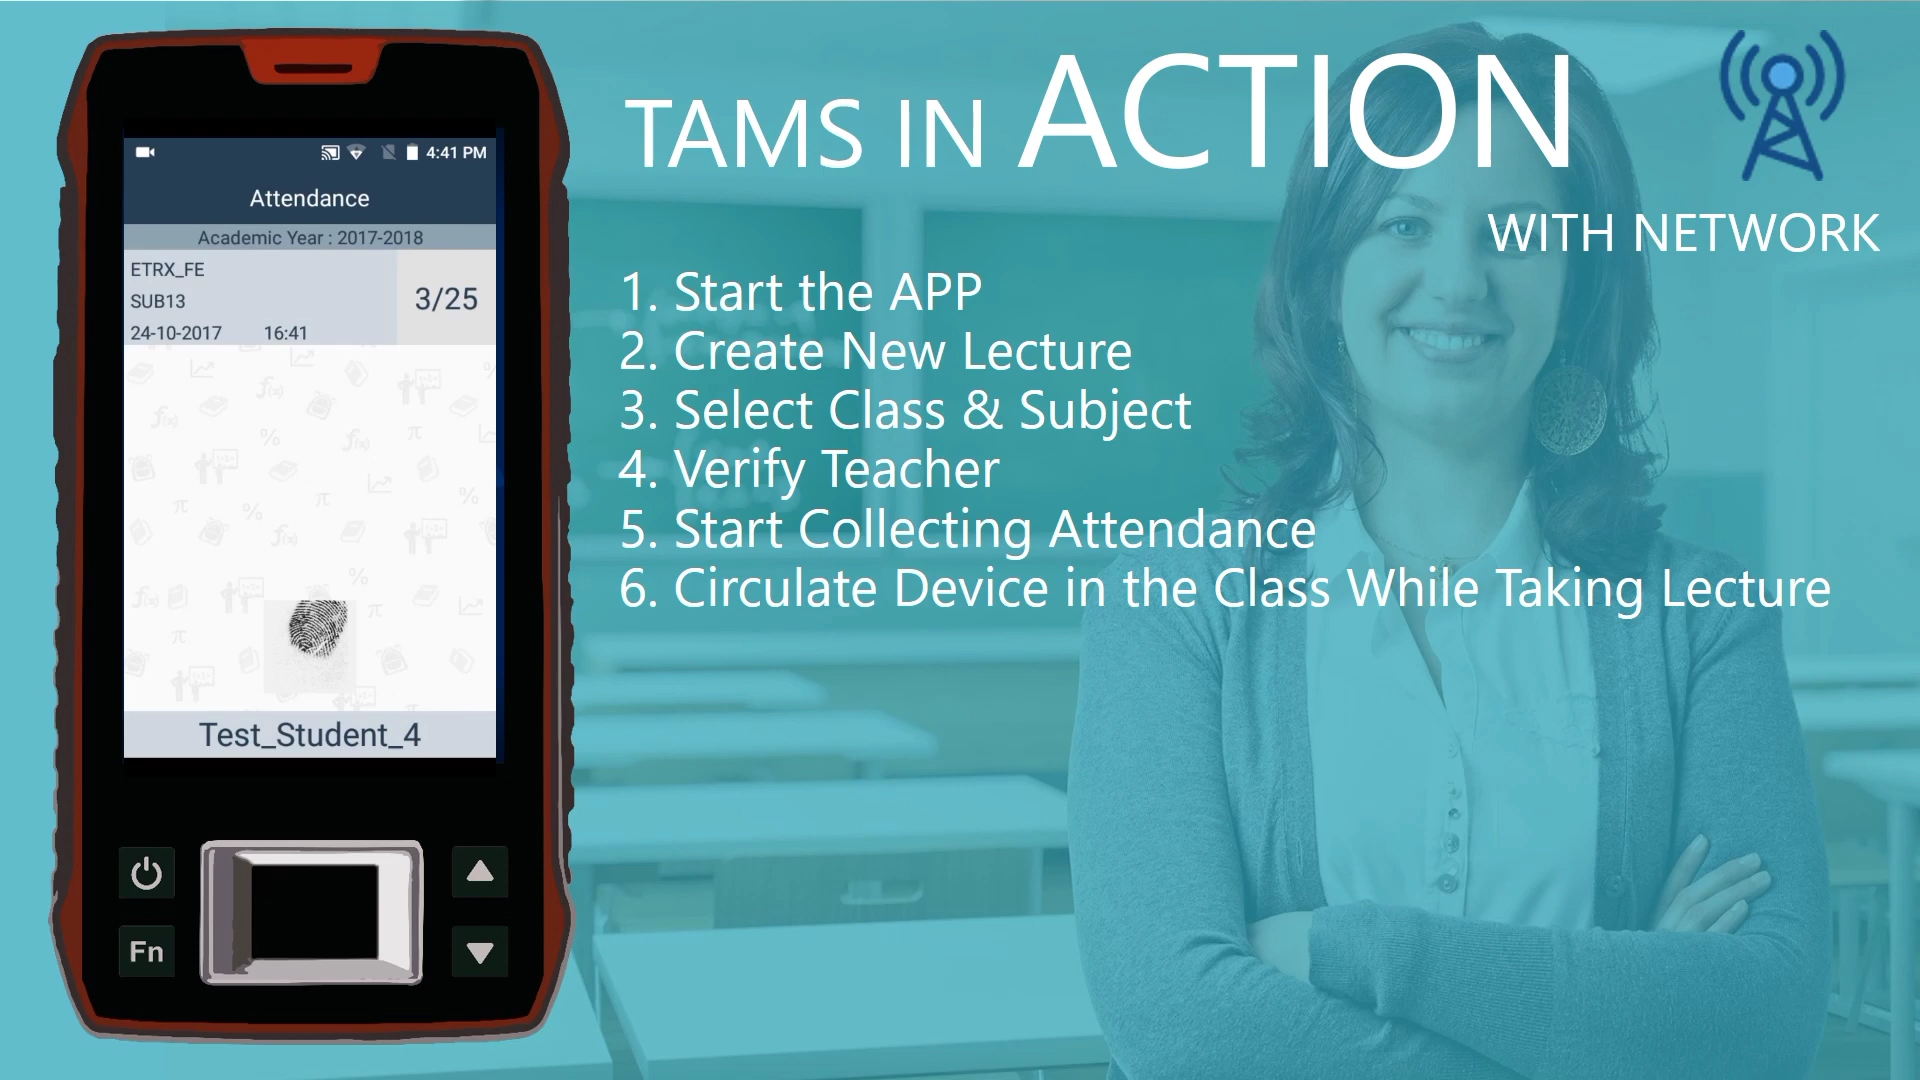 TAMS IN ACTION
WITH NETWORK
1. Start the APP
2. Create New Lecture
3. Select Class & Subject
4. Verify Teacher
5. Start Collecting Attendance
6. Circulate Device in the Class While Taking Lecture
4:41 PM
Attendance
Academic Year : 2017-2018
ETRX_FE
SUB13
3/25
24-10-2017 16:41
Test_Student_4
Fn